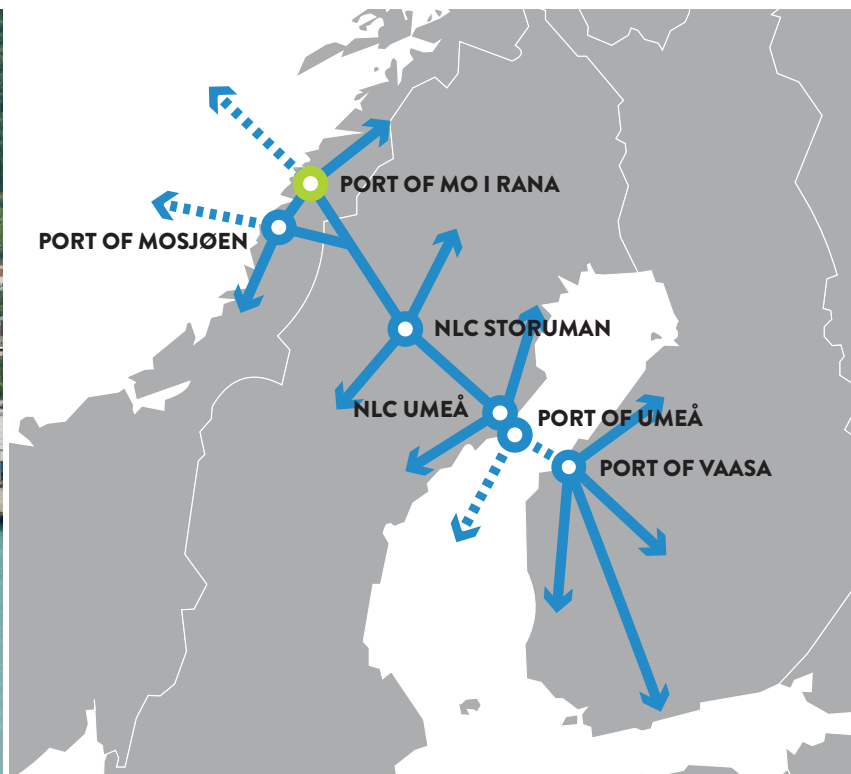 PORT OF MO I RANA
PORT OF MOSJØEN
NLC STORUMAN
NLC UMEÅ
PORT OF UMEÅ
PORT OF VAASA